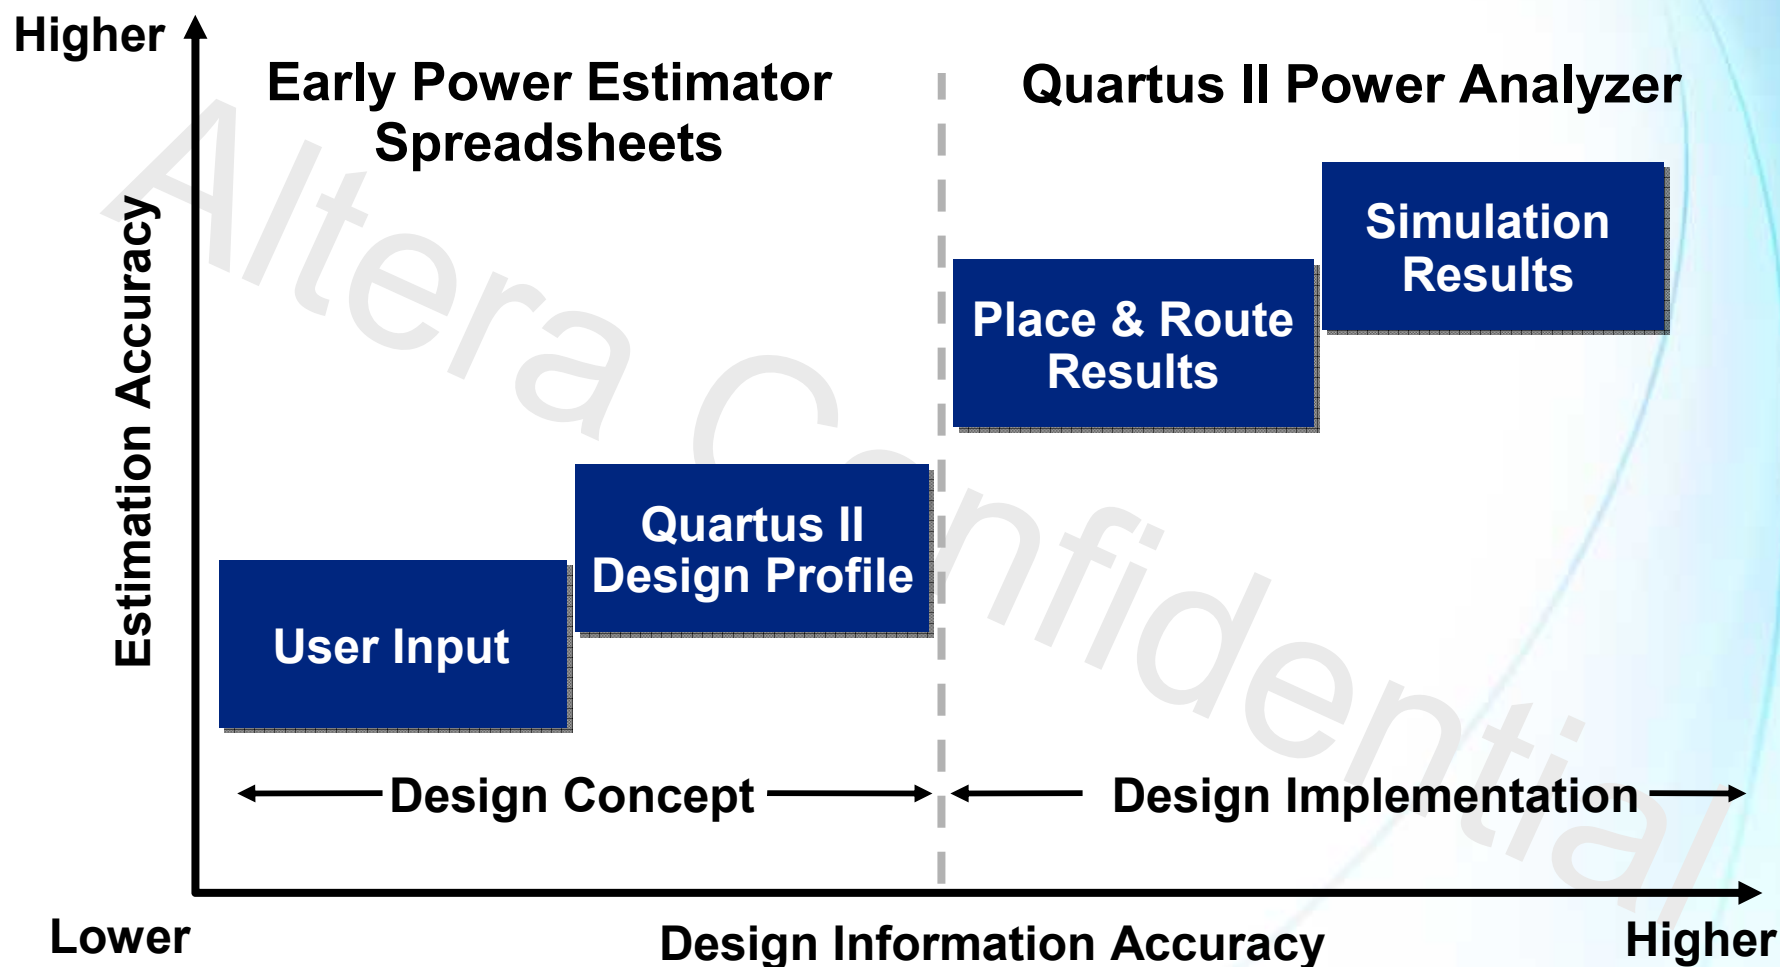 Higher
Early Power Estimator
Spreadsheets
Quartus II Power Analyzer
Estimation Accuracy
Simulation
Results
Place & Route
Results
Quartus II
Design Profile
User Input
Design Concept
Design Implementation
Lower
Design Information Accuracy
Higher
Altera Confidential